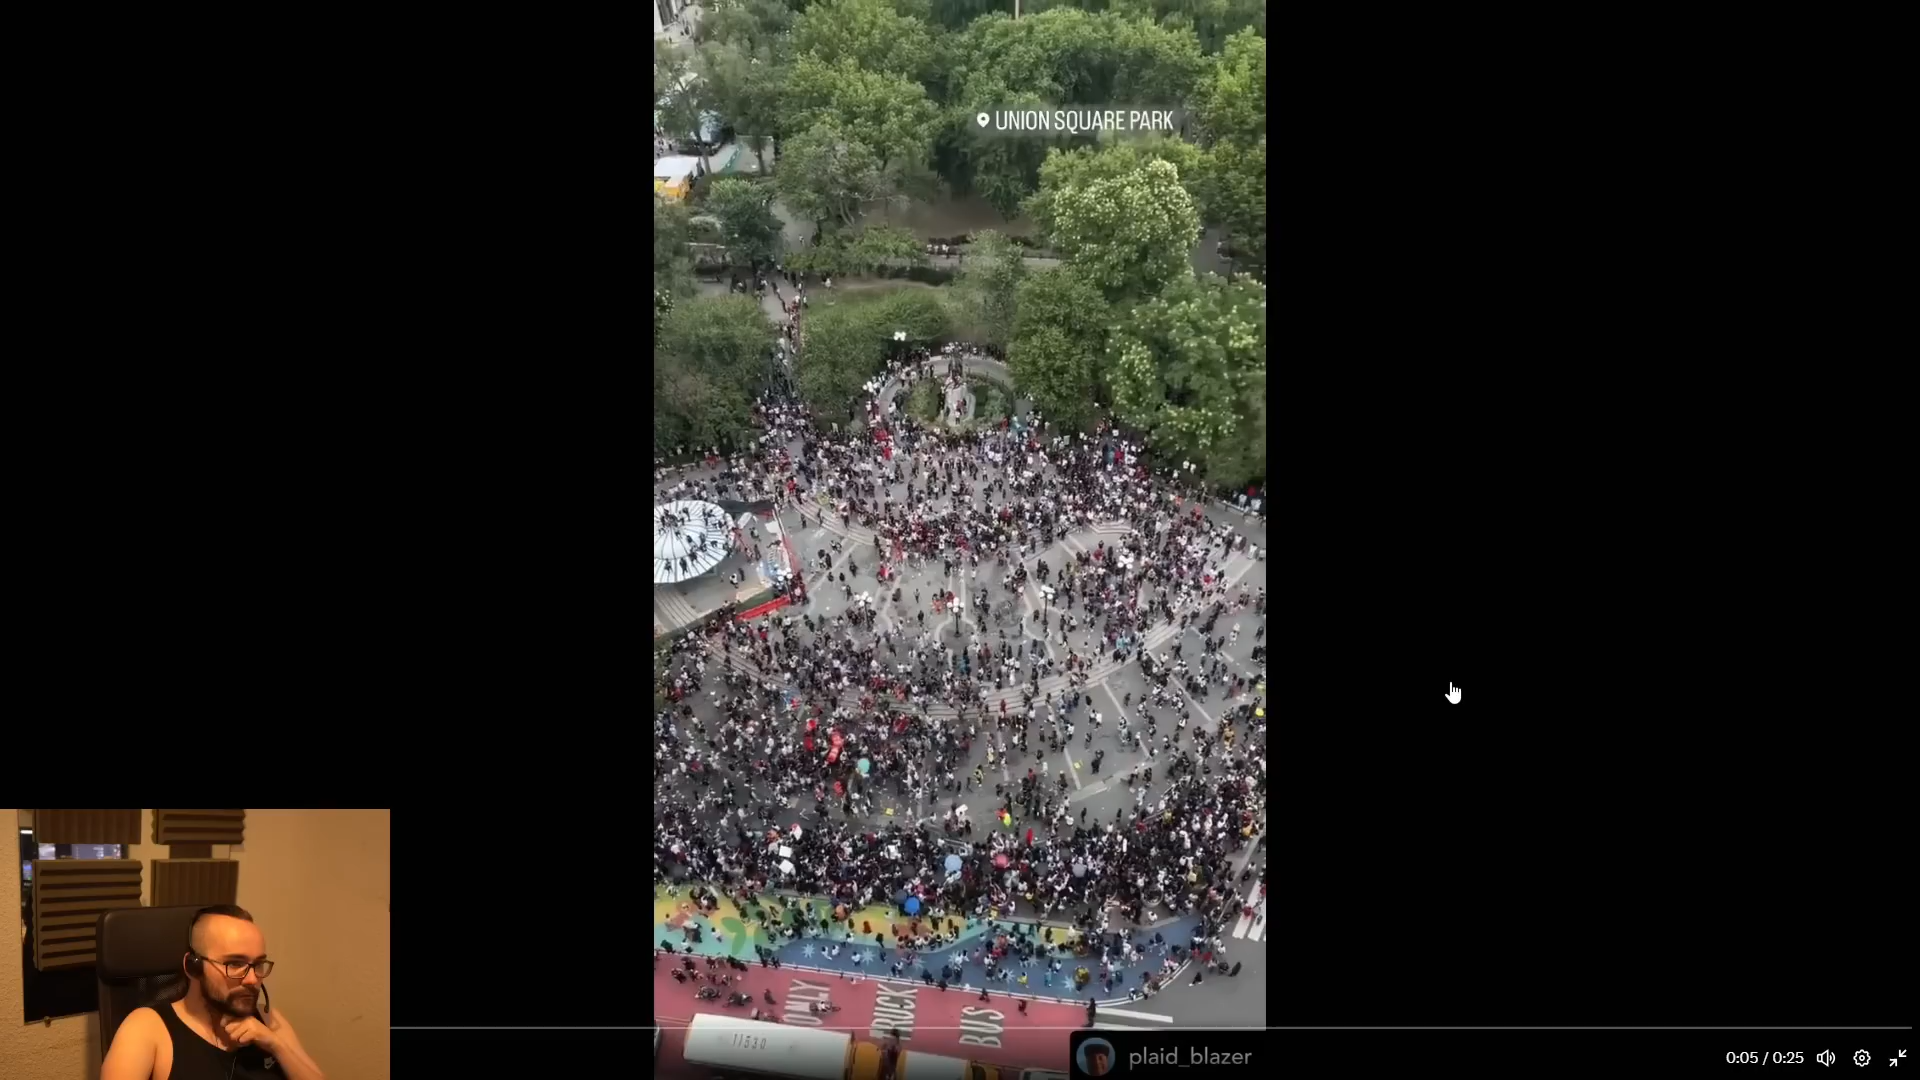 UNION SQUARE PARK
ONLY
TRUCK
BUS
11530
plaid_blazer
0:05 / 0:25